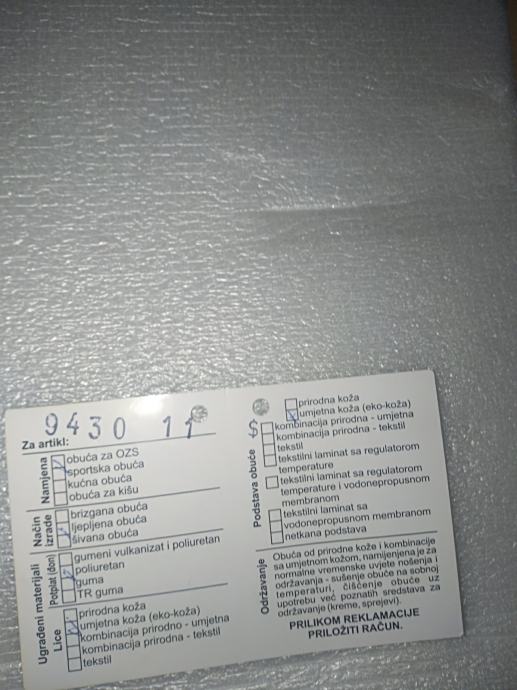 9430 11
Za artikl:
Namjena
obuća za OZS
sportska obuća
kućna obuća
obuća za kišu
Način
izrade
brizgana obuća
ljepljena obuća
šivana obuća
Ugrađeni materijali
Potplat (đon)
gumeni vulkanizat i poliuretan
poliuretan
guma
TR guma
Lice
prirodna koža
umjetna koža (eko-koža)
kombinacija prirodno - umjetna
kombinacija prirodna - tekstil
tekstil
Podstava obuće
$
prirodna koža
umjetna koža (eko-koža)
kombinacija prirodna - umjetna
kombinacija prirodna - tekstil
tekstil
tekstilni laminat sa regulatorom
temperature
tekstilni laminat sa regulatorom
temperature i vodonepropusnom
membranom
tekstilni laminat sa
vodonepropusnom membranom
netkana podstava
Održavanje
Obuća od prirodne kože i kombinacije
sa umjetnom kožom, namijenjena je za
normalne vremenske uvjete nošenja i
održavanja - sušenje obuće na sobnoj
temperaturi, čišćenje obuće uz
upotrebu već poznatih sredstava za
održavanje (kreme, sprejevi).
PRILIKOM REKLAMACIJE
PRILOŽITI RAČUN.